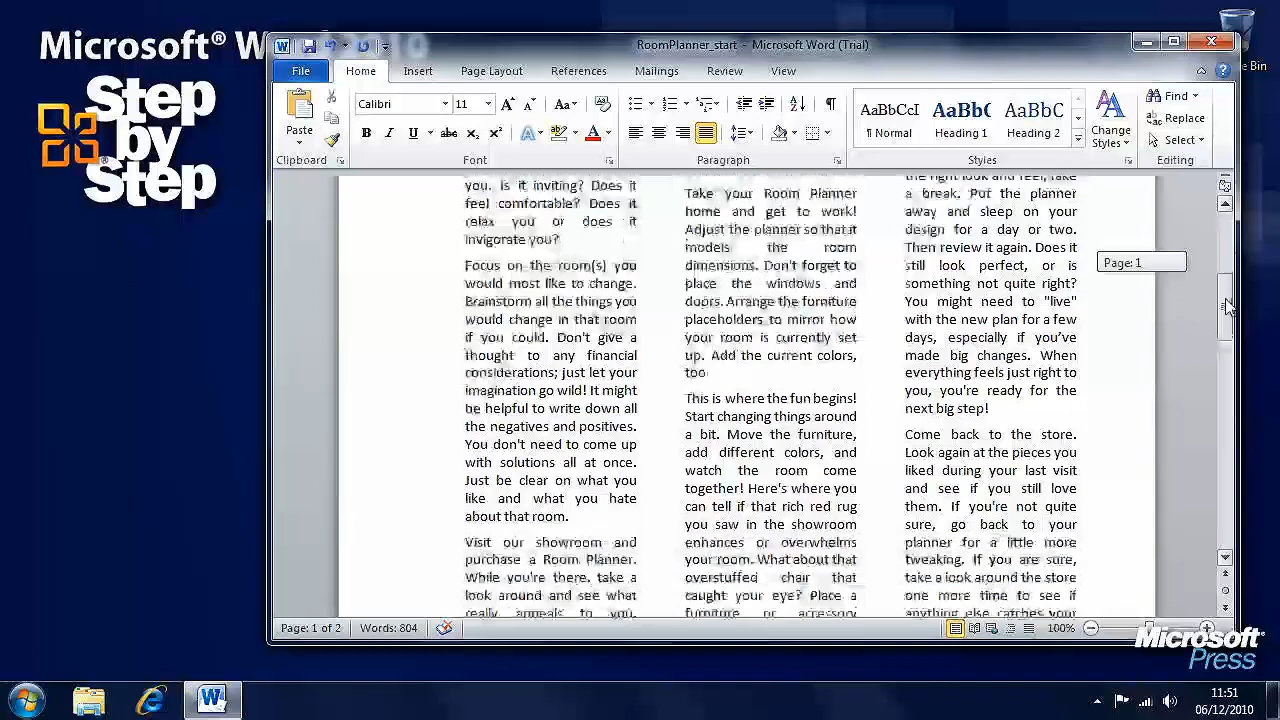 Microsoft® W
Step
by
Step
RoomPlanner_start - Microsoft Word (Trial)
File Home Insert Page Layout References Mailings Review View
Paste
Calibri 11
AaBbCcI AaBbC AaBbCc
¶ Normal Heading 1 Heading 2
Change
Styles
Find
Replace
Select
Clipboard Font Paragraph Styles Editing
you. Is it inviting? Does it
feel comfortable? Does it
relax you or does it
invigorate you?
Focus on the room(s) you
would most like to change.
Brainstorm all the things you
would change in that room
if you could. Don't give a
thought to any financial
considerations; just let your
imagination go wild! It might
be helpful to write down all
the negatives and positives.
You don't need to come up
with solutions all at once.
Just be clear on what you
like and what you hate
about that room.
Visit our showroom and
purchase a Room Planner.
While you're there, take a
look around and see what
really appeals to you.
Take your Room Planner
home and get to work!
Adjust the planner so that it
models the room
dimensions. Don't forget to
place the windows and
doors. Arrange the furniture
placeholders to mirror how
your room is currently set
up. Add the current colors,
too
This is where the fun begins!
Start changing things around
a bit. Move the furniture,
add different colors, and
watch the room come
together! Here's where you
can tell if that rich red rug
you saw in the showroom
enhances or overwhelms
your room. What about that
overstuffed chair that
caught your eye? Place a
furniture or accessory
the right look and feel, take
a break. Put the planner
away and sleep on your
design for a day or two.
Then review it again. Does it
still look perfect, or is
something not quite right?
You might need to "live"
with the new plan for a few
days, especially if you've
made big changes. When
everything feels just right to
you, you're ready for the
next big step!
Come back to the store.
Look again at the pieces you
liked during your last visit
and see if you still love
them. If you're not quite
sure, go back to your
planner for a little more
tweaking. If you are sure,
take a look around the store
one more time to see if
anything else catches your
Page: 1
Page: 1 of 2 Words: 804 100%
Microsoft®
Press
11:51
06/12/2010